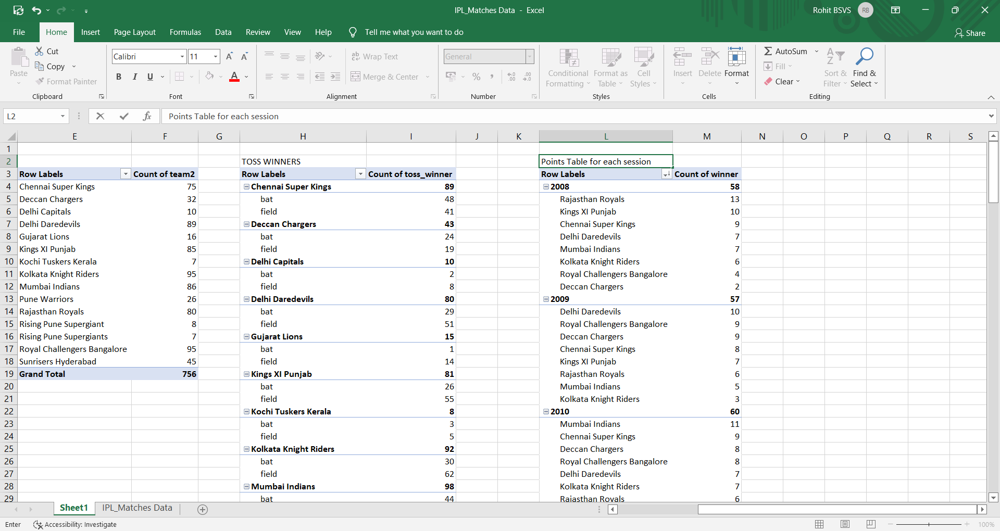 IPL_Matches Data - Excel
Rohit BSVS RB
File Home Insert Page Layout Formulas Data Review View Help Tell me what you want to do Share
Paste Cut Copy Format Painter Clipboard
Calibri 11 A A B I U A Font
ab Wrap Text Merge & Center Alignment
General % , .00 .00 Number
Conditional Formatting Format as Table Cell Styles Styles
Insert Delete Format Cells
AutoSum Fill Clear Sort & Filter Find & Select Editing
L2 fx Points Table for each session
E F G H I J K L M N O P Q R S
1
2 TOSS WINNERS Points Table for each session
3 Row Labels Count of team2 Row Labels Count of toss_winner Row Labels Count of winner
4 Chennai Super Kings 75 Chennai Super Kings 89 2008 58
5 Deccan Chargers 32 bat 48 Rajasthan Royals 13
6 Delhi Capitals 10 field 41 Kings XI Punjab 10
7 Delhi Daredevils 89 Deccan Chargers 43 Chennai Super Kings 9
8 Gujarat Lions 16 bat 24 Delhi Daredevils 7
9 Kings XI Punjab 85 field 19 Mumbai Indians 7
10 Kochi Tuskers Kerala 7 Delhi Capitals 10 Kolkata Knight Riders 6
11 Kolkata Knight Riders 95 bat 2 Royal Challengers Bangalore 4
12 Mumbai Indians 86 field 8 Deccan Chargers 2
13 Pune Warriors 26 Delhi Daredevils 80 2009 57
14 Rajasthan Royals 80 bat 29 Delhi Daredevils 10
15 Rising Pune Supergiant 8 field 51 Royal Challengers Bangalore 9
16 Rising Pune Supergiants 7 Gujarat Lions 15 Deccan Chargers 9
17 Royal Challengers Bangalore 95 bat 1 Chennai Super Kings 8
18 Sunrisers Hyderabad 45 field 14 Kings XI Punjab 7
19 Grand Total 756 Kings XI Punjab 81 Rajasthan Royals 6
20 bat 26 Mumbai Indians 5
21 field 55 Kolkata Knight Riders 3
22 Kochi Tuskers Kerala 8 2010 60
23 bat 3 Mumbai Indians 11
24 field 5 Chennai Super Kings 9
25 Kolkata Knight Riders 92 Deccan Chargers 8
26 bat 30 Royal Challengers Bangalore 8
27 field 62 Delhi Daredevils 7
28 Mumbai Indians 98 Kolkata Knight Riders 7
29 bat 44 Rajasthan Royals 6
Sheet1 IPL_Matches Data
Enter Accessibility: Investigate 100%